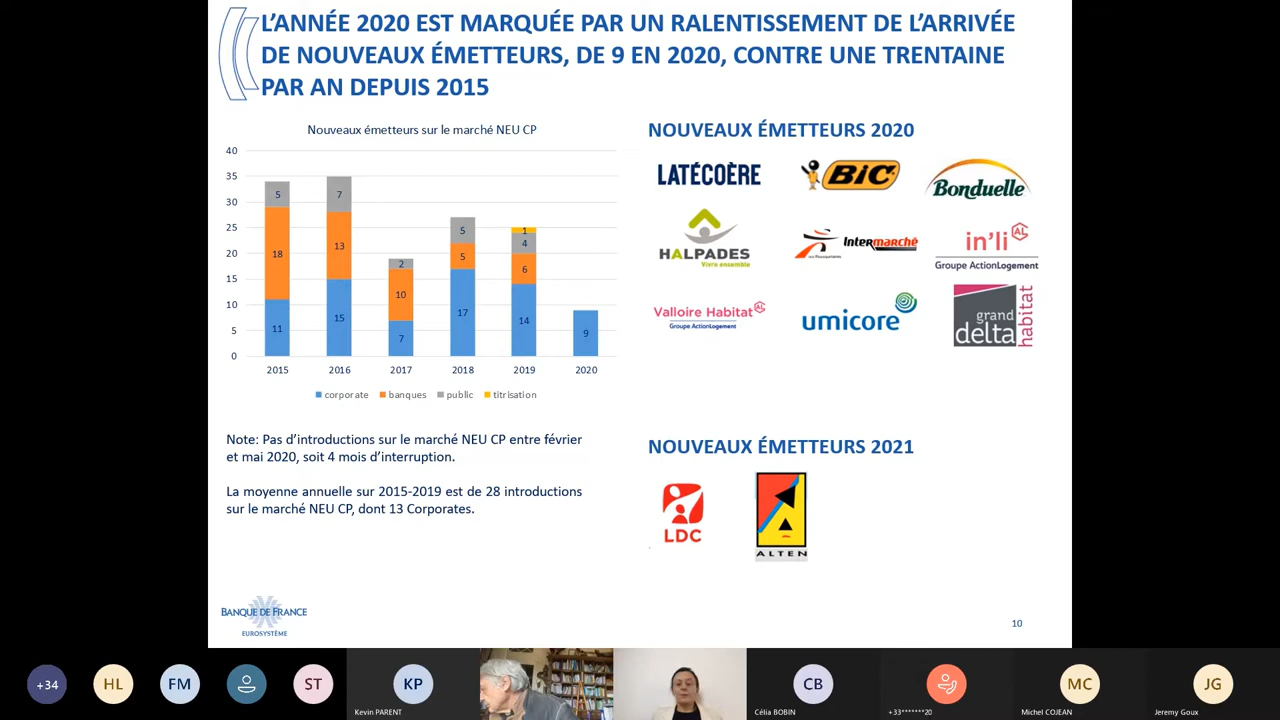 L'ANNÉE 2020 EST MARQUÉE PAR UN RALENTISSEMENT DE L'ARRIVÉE
DE NOUVEAUX ÉMETTEURS, DE 9 EN 2020, CONTRE UNE TRENTAINE
PAR AN DEPUIS 2015
Nouveaux émetteurs sur le marché NEU CP
40
35
30
25
20
15
10
5
0
5
18
11
7
13
15
2
10
7
5
5
17
1
4
6
14
9
2015 2016 2017 2018 2019 2020
corporate banques public titrisation
Note: Pas d'introductions sur le marché NEU CP entre février
et mai 2020, soit 4 mois d'interruption.
La moyenne annuelle sur 2015-2019 est de 28 introductions
sur le marché NEU CP, dont 13 Corporates.
NOUVEAUX ÉMETTEURS 2020
LATÉCOÈRE
BiC
Bonduelle
HALPADES
Vivre ensemble
Intermarché
in'li AL
Groupe ActionLogement
Valloire Habitat AL
Groupe ActionLogement
umicore
grand
delta
habitat
NOUVEAUX ÉMETTEURS 2021
LDC
ALTEN
BANQUE DE FRANCE
EUROSYSTÈME
10
+34
HL
FM
ST
KP
Kevin PARENT
CB
Célia BOBIN
+33*******20
MC
Michel COJEAN
JG
Jeremy Goux